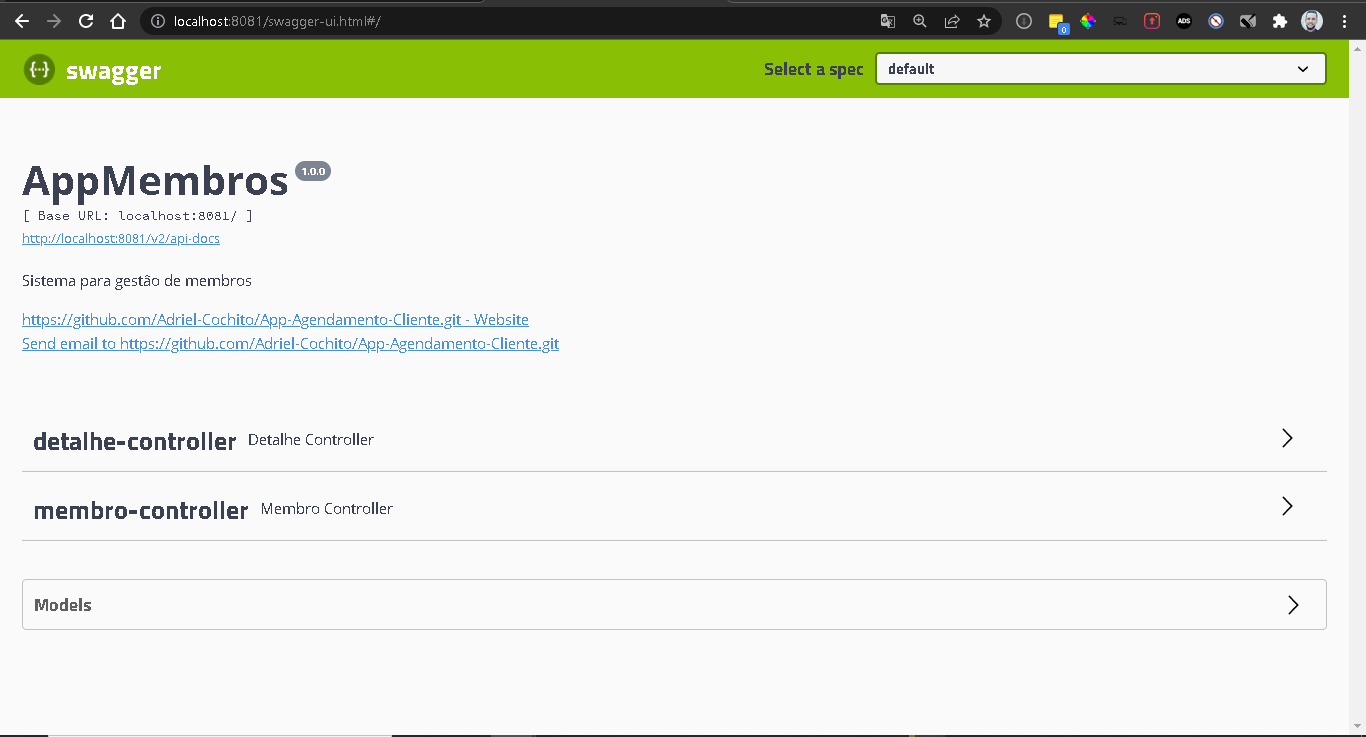 localhost:8081/swagger-ui.html#/
0
ADS
{··}
swagger
Select a spec
default
AppMembros 1.0.0
[ Base URL: localhost:8081/ ]
http://localhost:8081/v2/api-docs
Sistema para gestão de membros
https://github.com/Adriel-Cochito/App-Agendamento-Cliente.git - Website
Send email to https://github.com/Adriel-Cochito/App-Agendamento-Cliente.git
detalhe-controller Detalhe Controller
membro-controller Membro Controller
Models